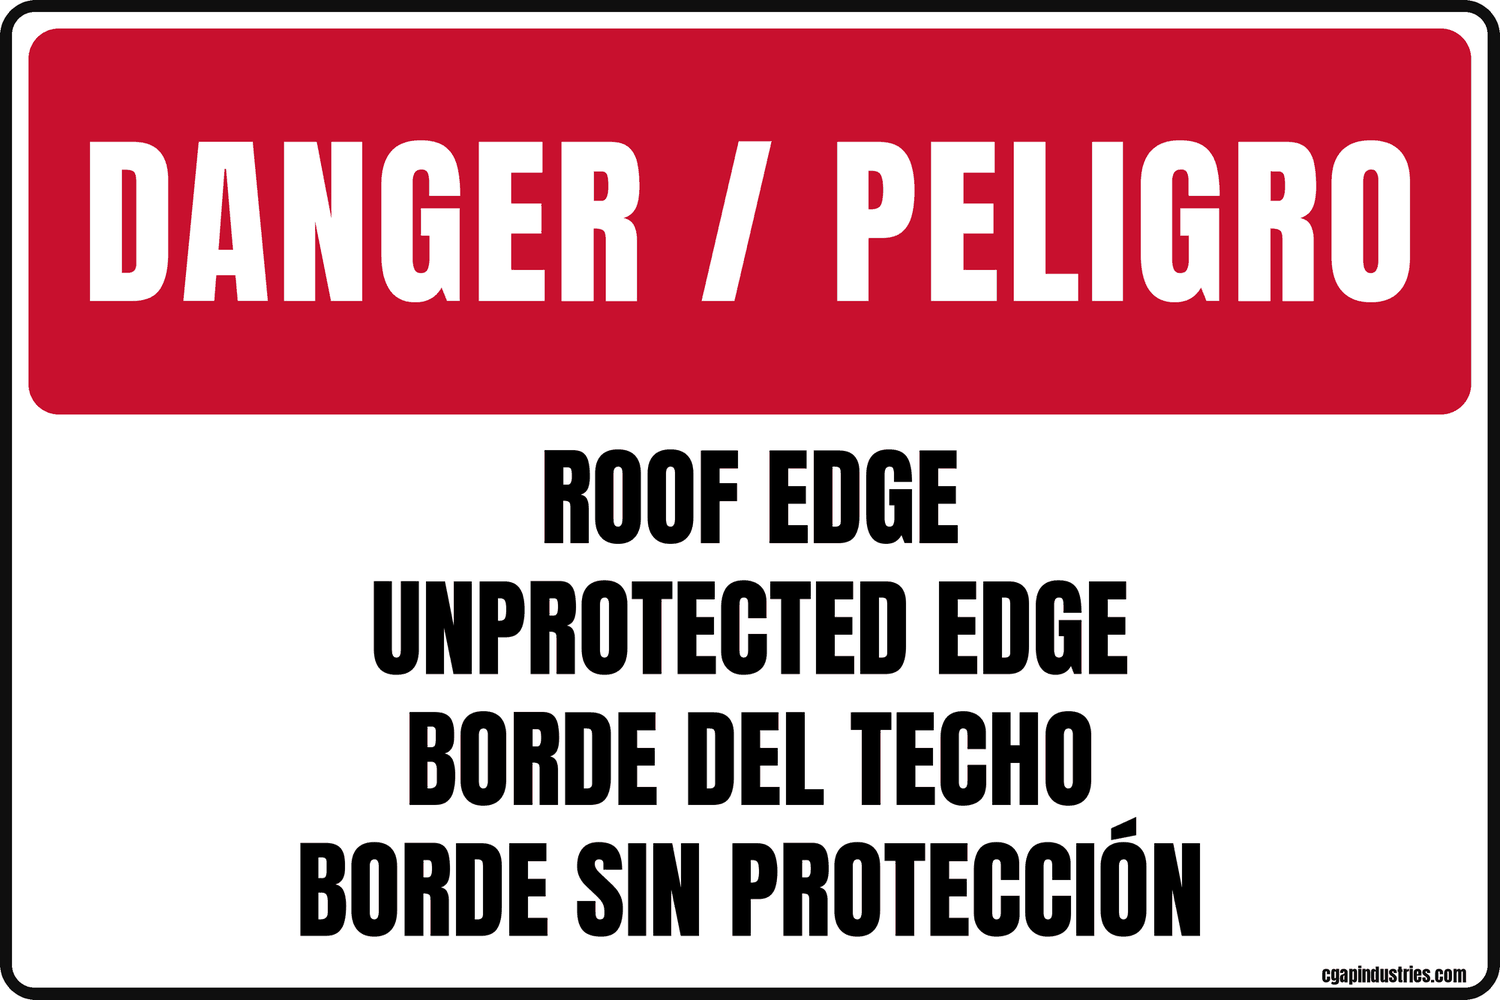 DANGER / PELIGRO
ROOF EDGE
UNPROTECTED EDGE
BORDE DEL TECHO
BORDE SIN PROTECCIÓN
cgapindustries.com